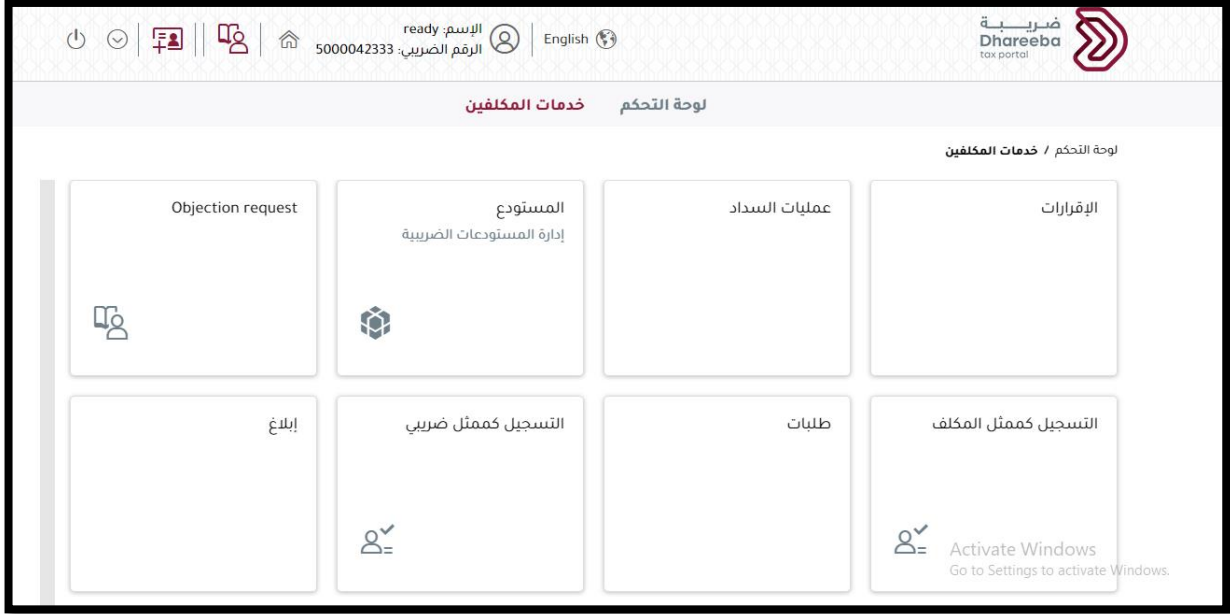 ضريبة
Dhareeba
tax portal
English
الإسم: ready
الرقم الضريبي: 5000042333
لوحة التحكم
خدمات المكلفين
لوحة التحكم / خدمات المكلفين
الإقرارات
عمليات السداد
المستودع
إدارة المستودعات الضريبية
Objection request
التسجيل كممثل المكلف
طلبات
التسجيل كممثل ضريبي
إبلاغ
Activate Windows
Go to Settings to activate Windows.